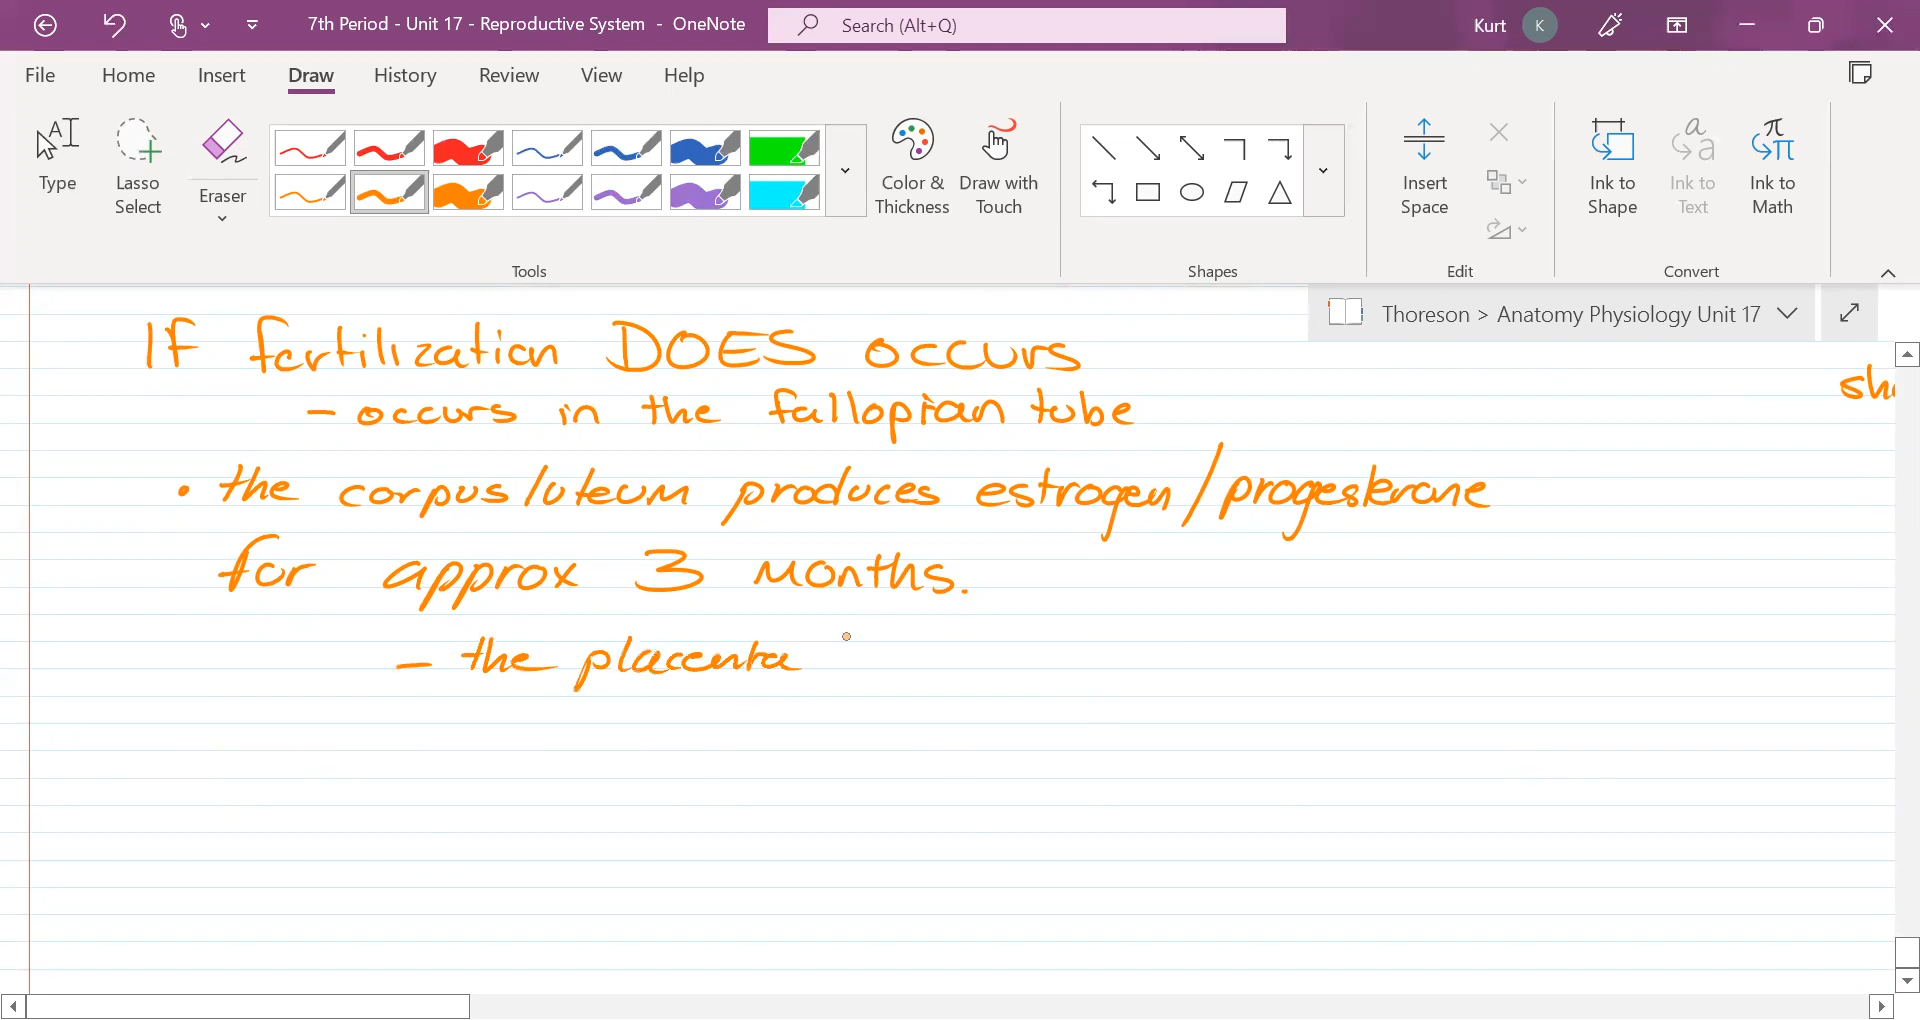 7th Period - Unit 17 - Reproductive System - OneNote
Search (Alt+Q)
Kurt
K
File Home Insert Draw History Review View Help
Type
Lasso Select
Eraser
Color & Thickness
Draw with Touch
Insert Space
Ink to Shape
Ink to Text
Ink to Math
Tools
Shapes
Edit
Convert
Thoreson > Anatomy Physiology Unit 17
If fertilization DOES occurs
- occurs in the fallopian tube
• the corpus luteum produces estrogen/progesterone
for approx 3 months.
- the placenta